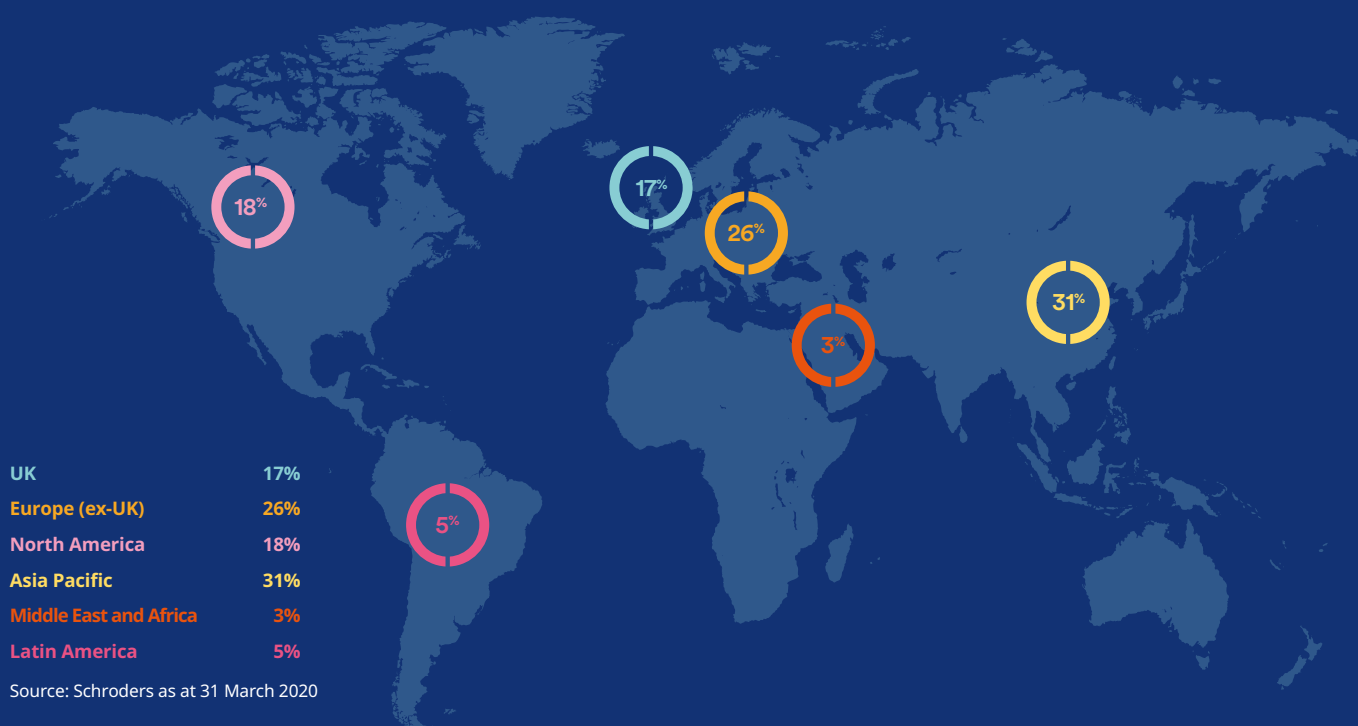 17%
18%
26%
31%
3%
UK 17%
Europe (ex-UK) 26%
5%
North America 18%
Asia Pacific 31%
Middle East and Africa 3%
Latin America 5%
Source: Schroders as at 31 March 2020